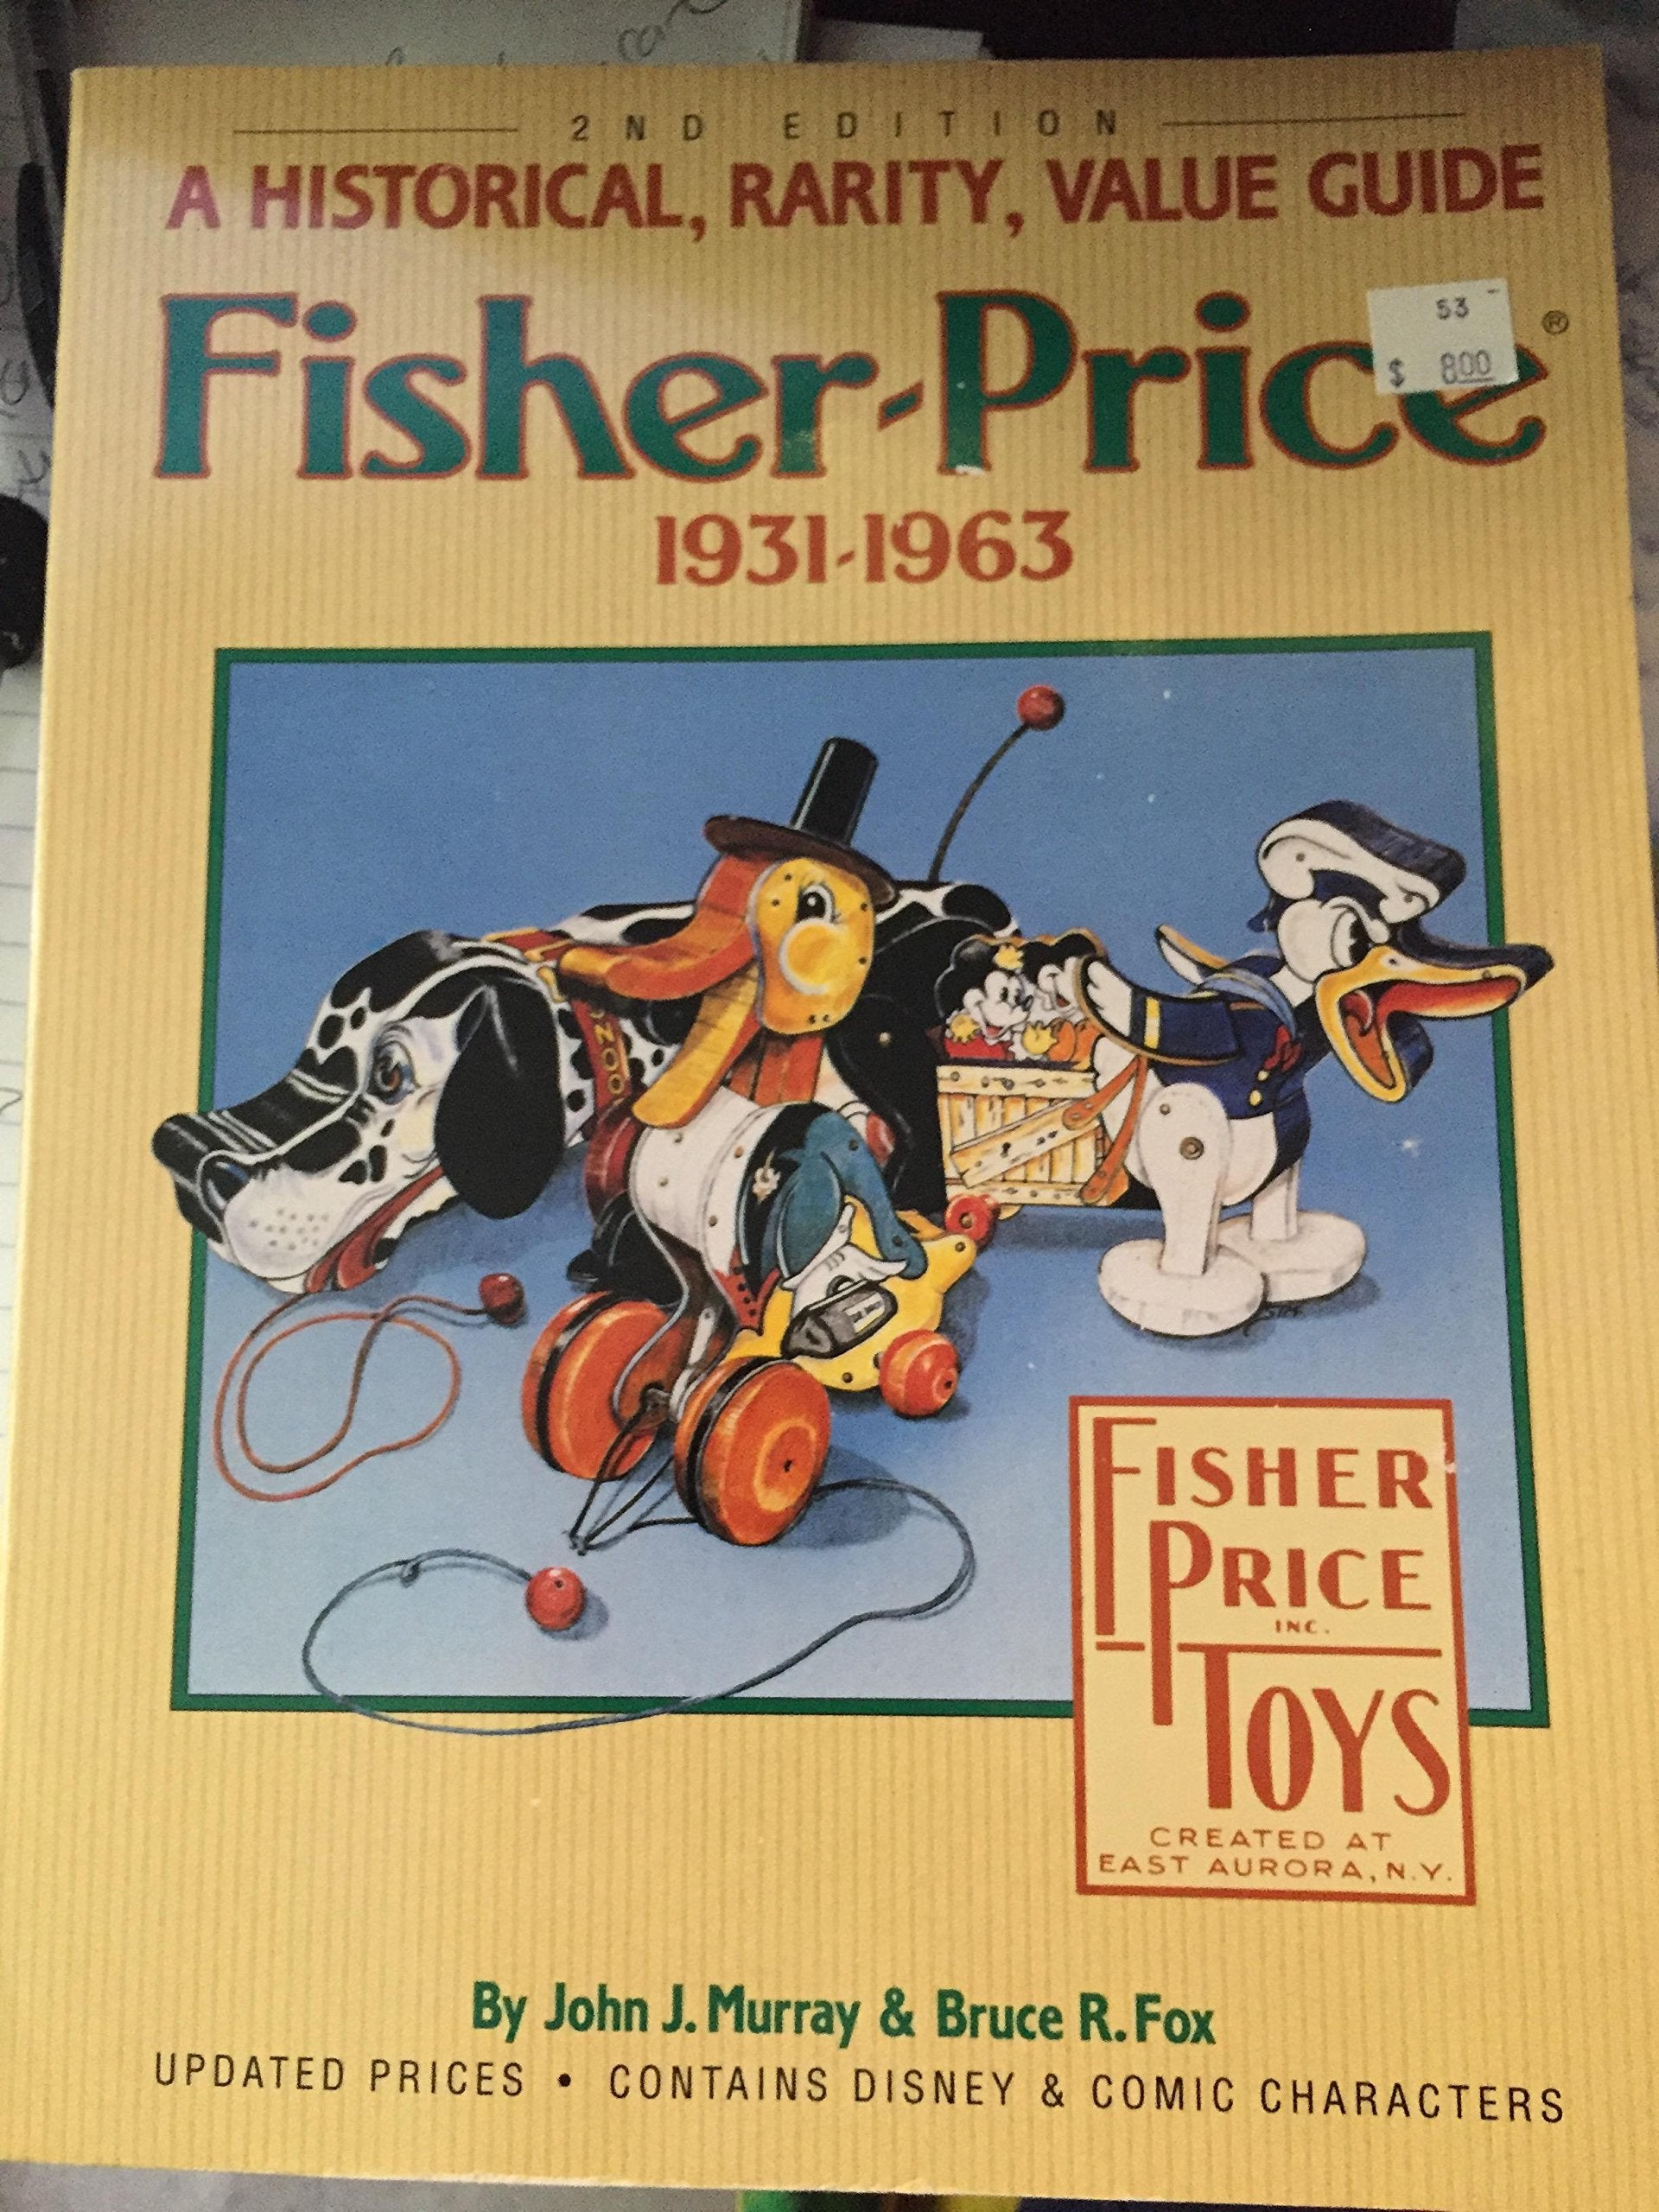 2ND EDITION
A HISTORICAL, RARITY, VALUE GUIDE
53
$ 8.00
Fisher-Price®
1931-1963
FISHER
PRICE
INC.
TOYS
CREATED AT
EAST AURORA, N.Y.
By John J. Murray & Bruce R. Fox
UPDATED PRICES • CONTAINS DISNEY & COMIC CHARACTERS